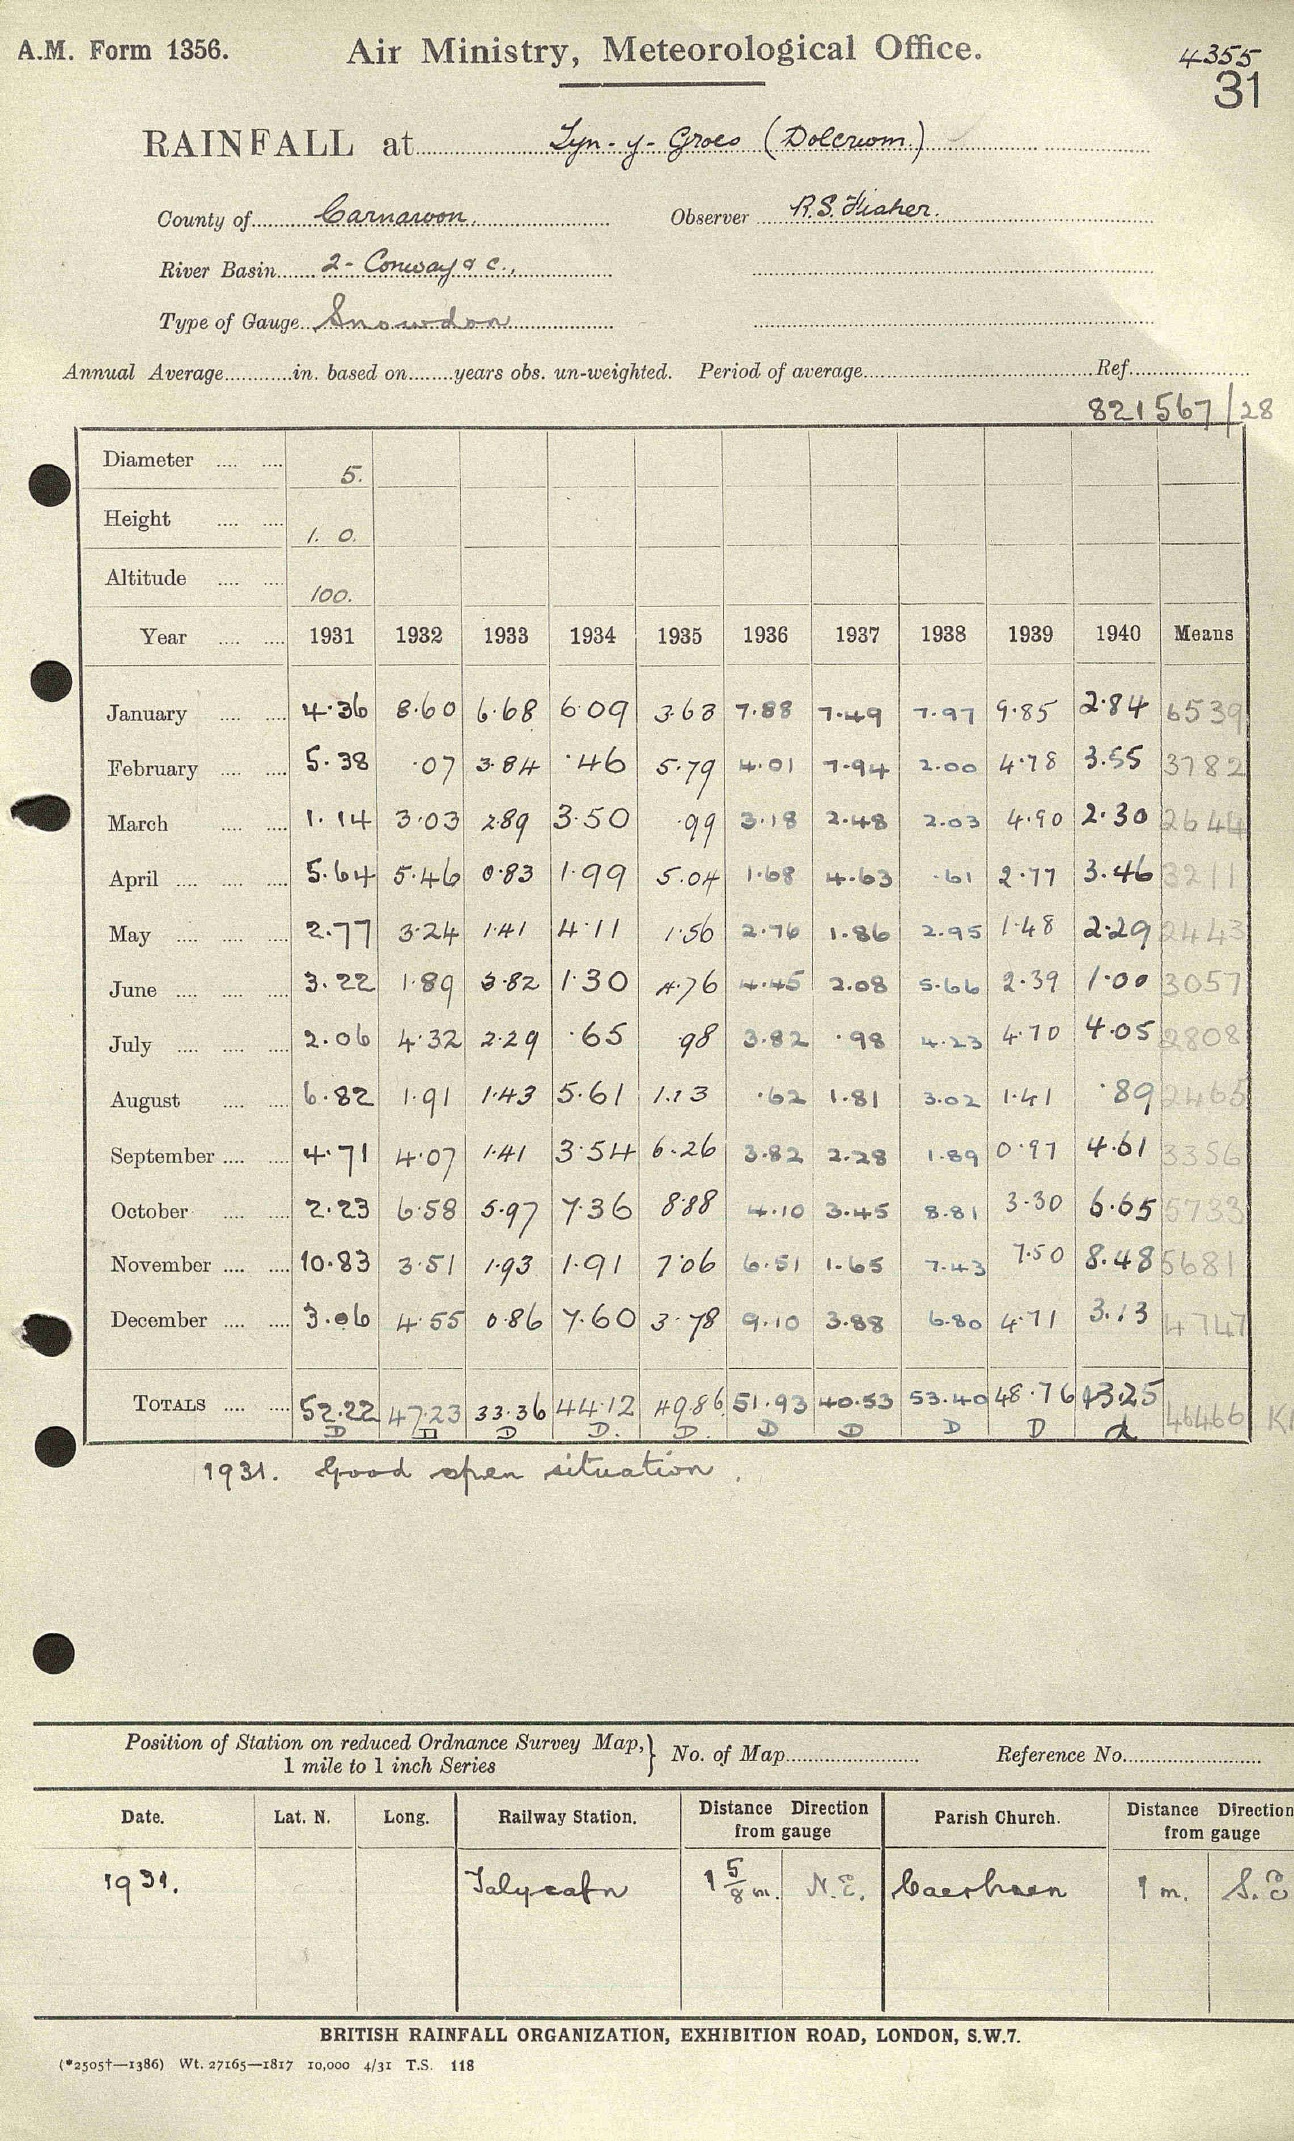 A.M. Form 1356. Air Ministry, Meteorological Office. 4355
31
RAINFALL at Tyn-y-Groes (Dolcrwom)
County of Carnarvon. Observer R.S. Fisher.
River Basin 2- Conway & c.,
Type of Gauge Snowdon
Annual Average in. based on years obs. un-weighted. Period of average Ref
821567/28
Diameter .... .... 5.
Height .... .... 1. 0.
Altitude .... .... 100.
Year .... .... 1931 1932 1933 1934 1935 1936 1937 1938 1939 1940 Means
January .... .... 4.36 8.60 6.68 6.09 3.63 7.88 7.49 7.97 9.85 2.84 6539
February .... .... 5.38 .07 3.84 .46 5.79 4.01 7.94 2.00 4.78 3.55 3782
March .... .... 1.14 3.03 2.89 3.50 .99 3.18 2.48 2.03 4.90 2.30 2644
April .... .... .... 5.64 5.46 0.83 1.99 5.04 1.68 4.63 .61 2.77 3.46 3211
May .... .... .... 2.77 3.24 1.41 4.11 1.56 2.76 1.86 2.95 1.48 2.29 2443
June .... .... .... 3.22 1.89 3.82 1.30 4.76 4.45 2.08 5.66 2.39 1.00 3057
July .... .... .... 2.06 4.32 2.29 .65 98 3.82 .98 4.23 4.70 4.05 2808
August .... .... 6.82 1.91 1.43 5.61 1.13 .62 1.81 3.02 1.41 .89 2465
September .... .... 4.71 4.07 1.41 3.54 6.26 3.82 2.28 1.89 0.97 4.61 3356
October .... .... 2.23 6.58 5.97 7.36 8.88 4.10 3.45 8.81 3.30 6.65 5733
November .... .... 10.83 3.51 1.93 1.91 7.06 6.51 1.65 7.43 7.50 8.48 5681
December .... .... 3.06 4.55 0.86 7.60 3.78 9.10 3.88 6.80 4.71 3.13 4747
TOTALS .... .... 52.22 47.23 33.36 44.12 49.86 51.93 40.53 53.40 48.76 43.25 46466
D D D D. D. D D D D d
1931. Good open situation.
Position of Station on reduced Ordnance Survey Map, } No. of Map Reference No.
1 mile to 1 inch Series
Date. Lat. N. Long. Railway Station. Distance Direction from gauge Parish Church. Distance Direction from gauge
1931. Talycafn 1 5/8 m. N.E. Caerhaen 1 m. S.E
BRITISH RAINFALL ORGANIZATION, EXHIBITION ROAD, LONDON, S.W.7.
(*2505†—1386) Wt. 27165—1817 10,000 4/31 T.S. 118